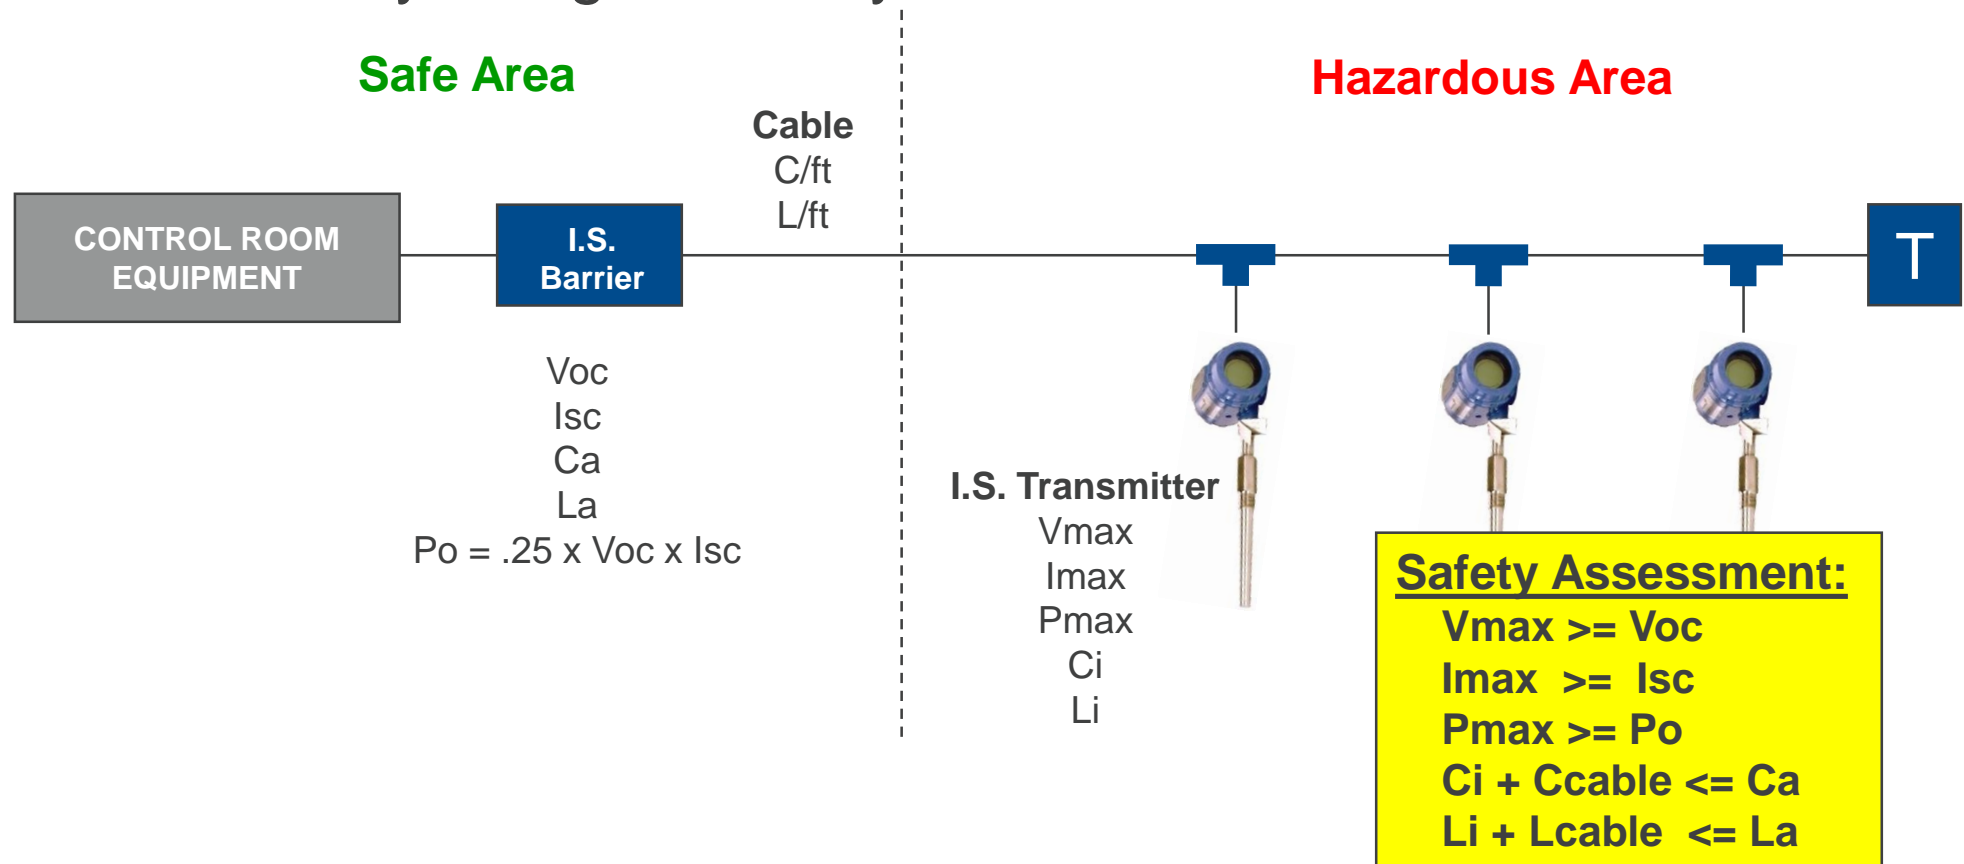 Safe Area
Hazardous Area
Cable
C/ft
L/ft
CONTROL ROOM
EQUIPMENT
I.S.
Barrier
T
Voc
Isc
Ca
La
Po = .25 x Voc x Isc
I.S. Transmitter
Vmax
Imax
Pmax
Ci
Li
Safety Assessment:
Vmax >= Voc
Imax >= Isc
Pmax >= Po
Ci + Ccable <= Ca
Li + Lcable <= La